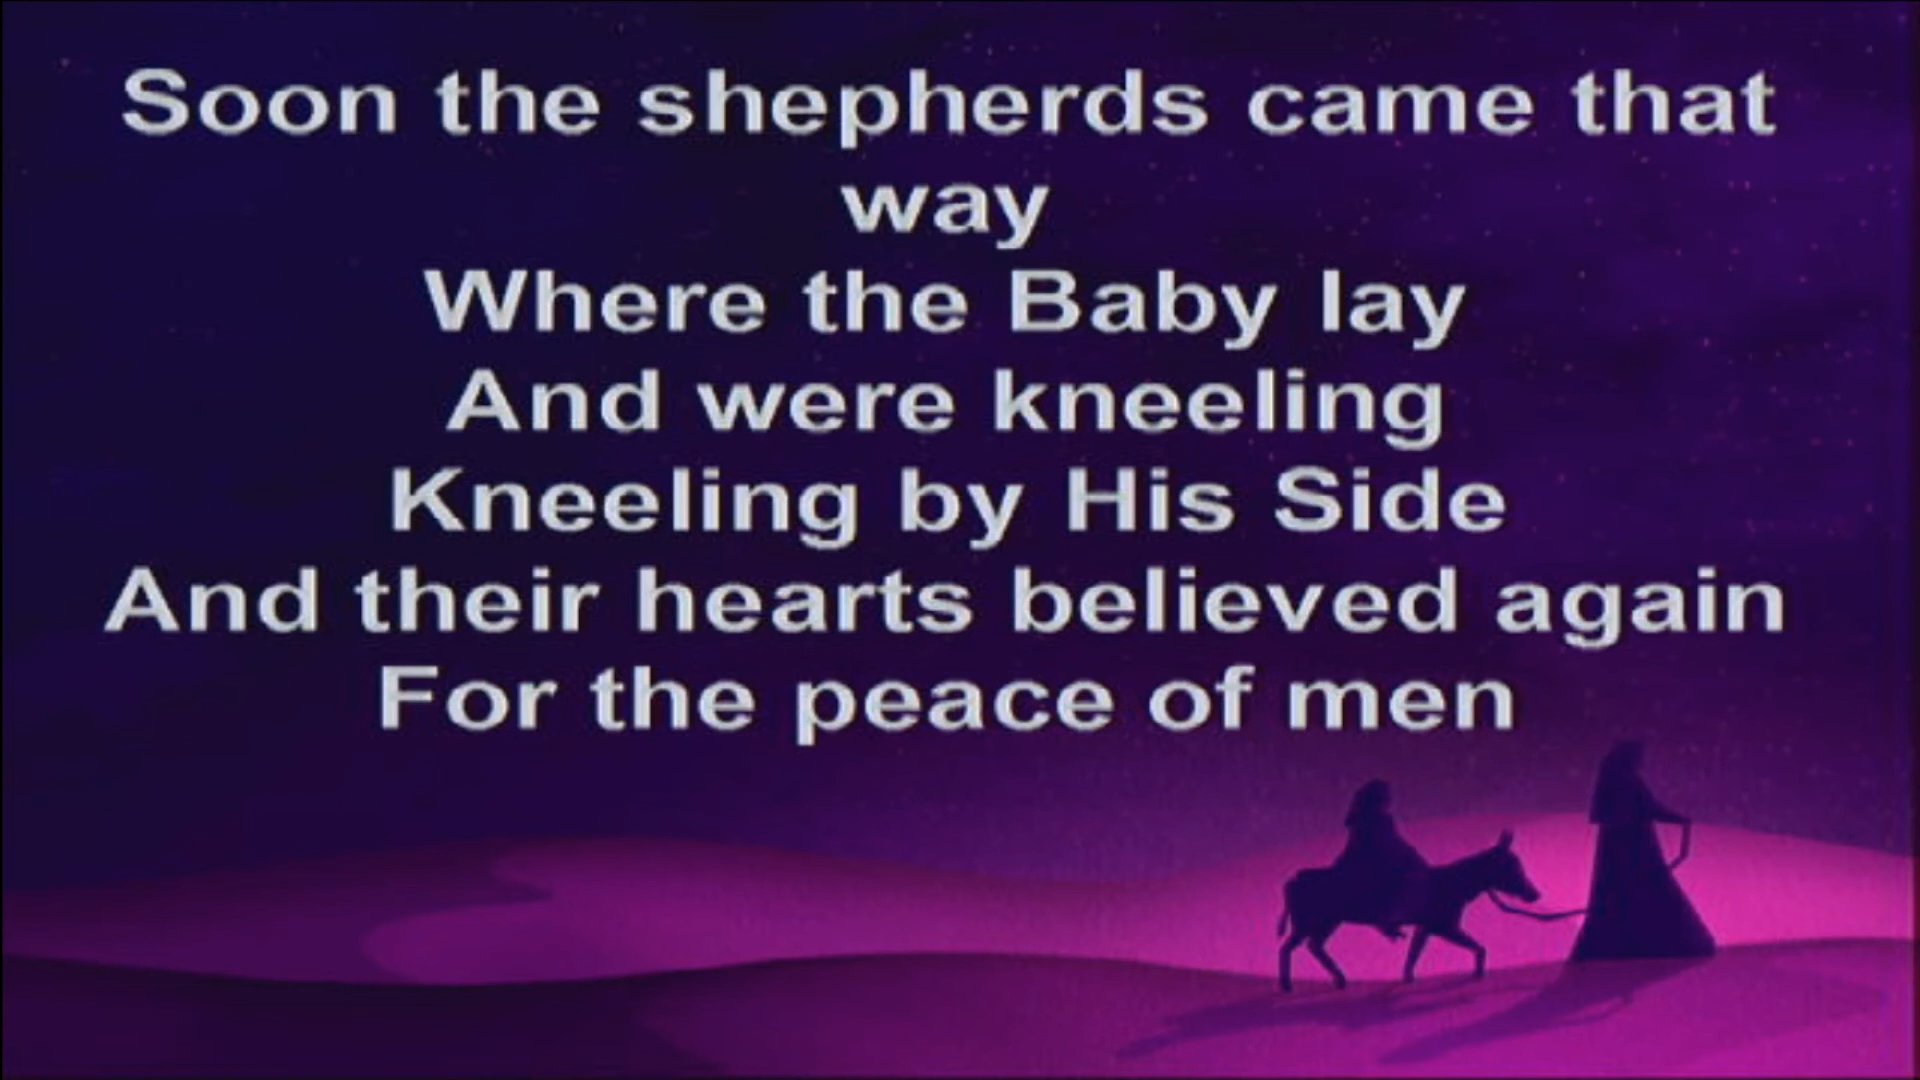 Soon the shepherds came that
way
Where the Baby lay
And were kneeling
Kneeling by His Side
And their hearts believed again
For the peace of men